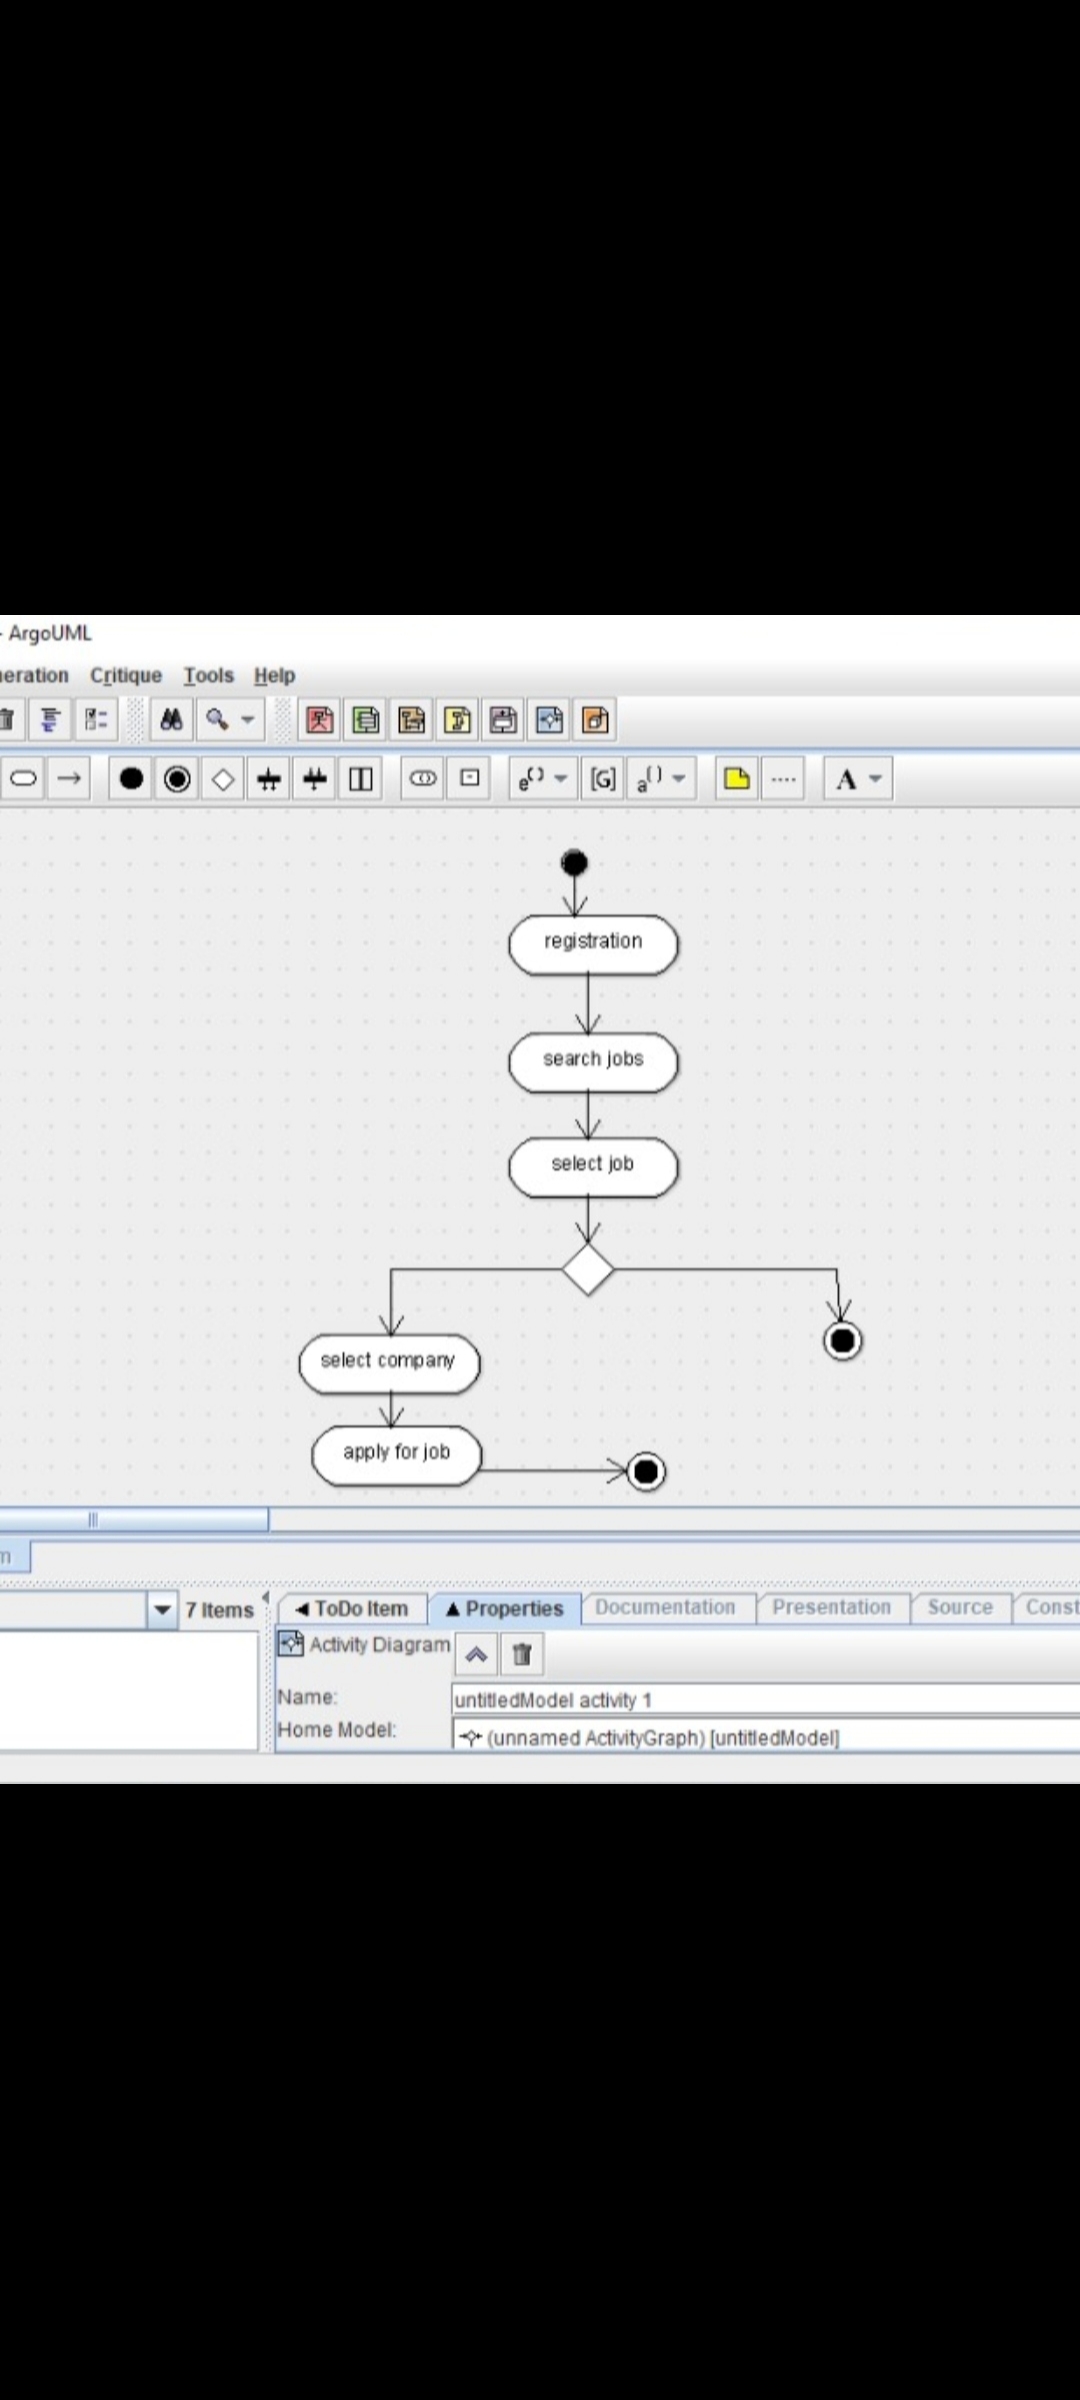 - ArgoUML
neration Critique Tools Help
e() [G] a() A
registration
search jobs
select job
select company
apply for job
m
7 Items ToDo Item Properties Documentation Presentation Source Const
Activity Diagram
Name: untitledModel activity 1
Home Model: (unnamed ActivityGraph) [untitledModel]